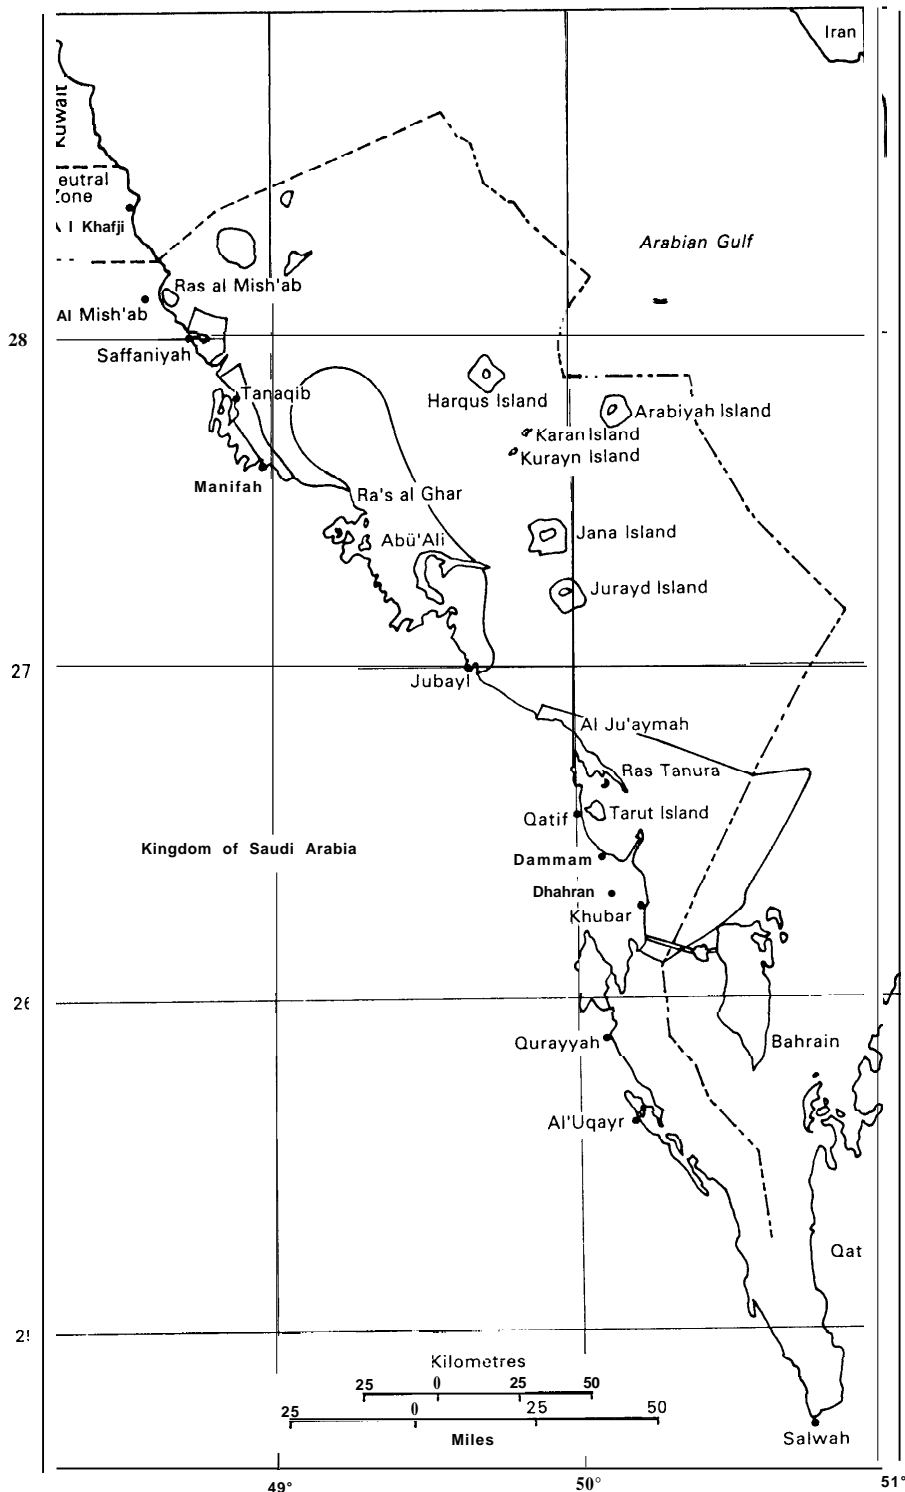 Iran
Kuwait
eutral
Zone
A l Khafji
Arabian Gulf
Ras al Mish'ab
Al Mish'ab
28
Saffaniyah
Tanaqib
Harqus Island
Arabiyah Island
Karan Island
Kurayn Island
Manifah
Ra's al Ghar
Jana Island
Abü'Ali
Jurayd Island
27
Jubayl
Al Ju'aymah
Ras Tanura
Qatif
Tarut Island
Kingdom of Saudi Arabia
Dammam
Dhahran
Khubar
26
Qurayyah
Bahrain
Al'Uqayr
Qat
2!
Kilometres
25 0 25 50
25 0 25 50
Miles
Salwah
49°
50°
51°